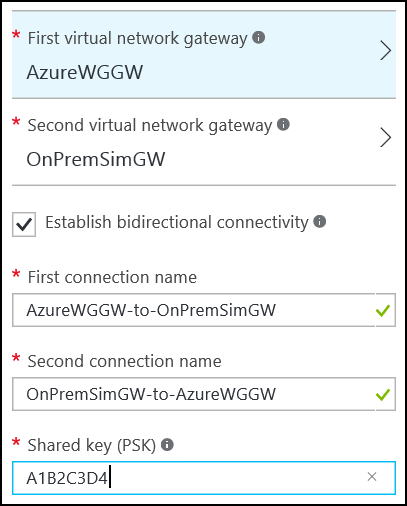 * First virtual network gateway
AzureWGGW
* Second virtual network gateway
OnPremSimGW
Establish bidirectional connectivity
* First connection name
AzureWGGW-to-OnPremSimGW
* Second connection name
OnPremSimGW-to-AzureWGGW
* Shared key (PSK)
A1B2C3D4